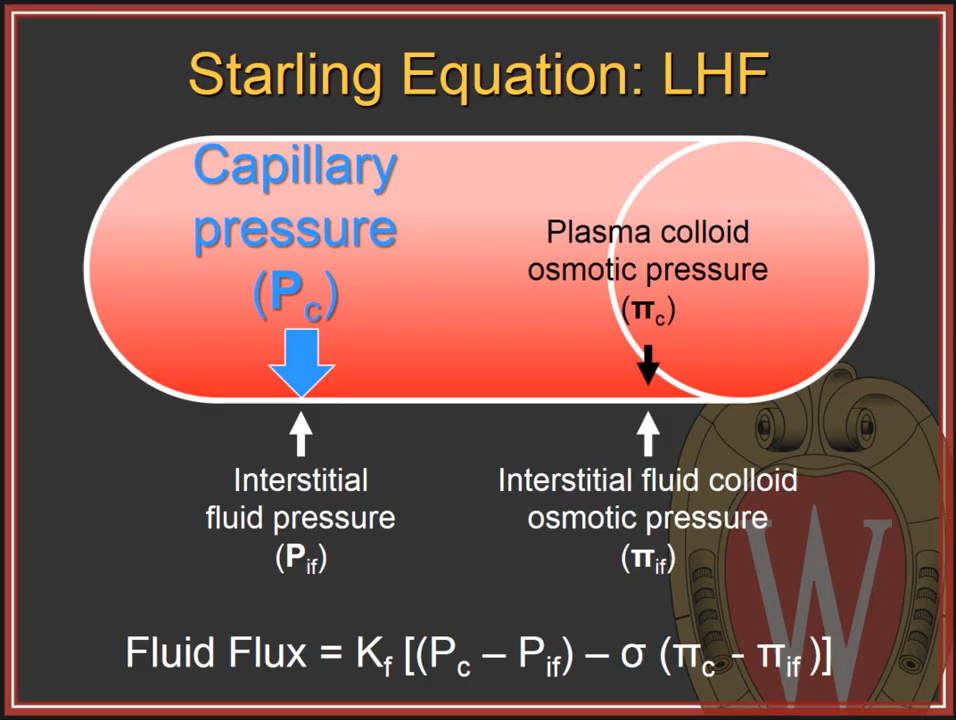 Starling Equation: LHF
Capillary
pressure
(Pc)
Plasma colloid
osmotic pressure
(πc)
Interstitial
fluid pressure
(Pif)
Interstitial fluid colloid
osmotic pressure
(πif)
W
Fluid Flux = Kf [(Pc – Pif) – σ (πc - πif )]